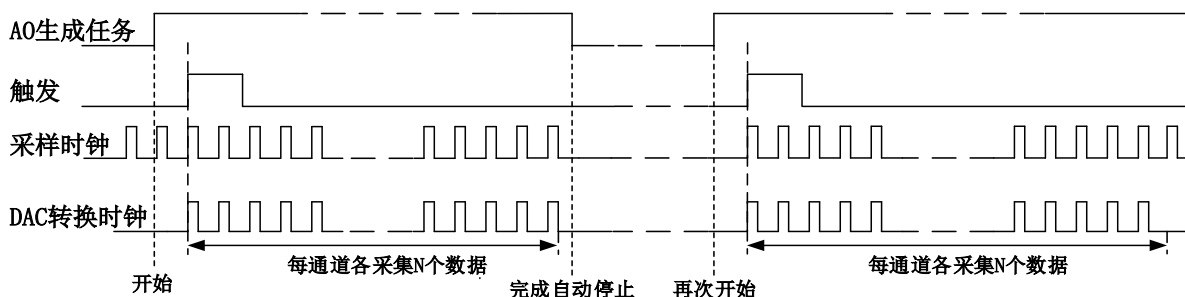 AO生成任务
触发
采样时钟
DAC转换时钟
每通道各采集N个数据
每通道各采集N个数据
开始
完成自动停止
再次开始